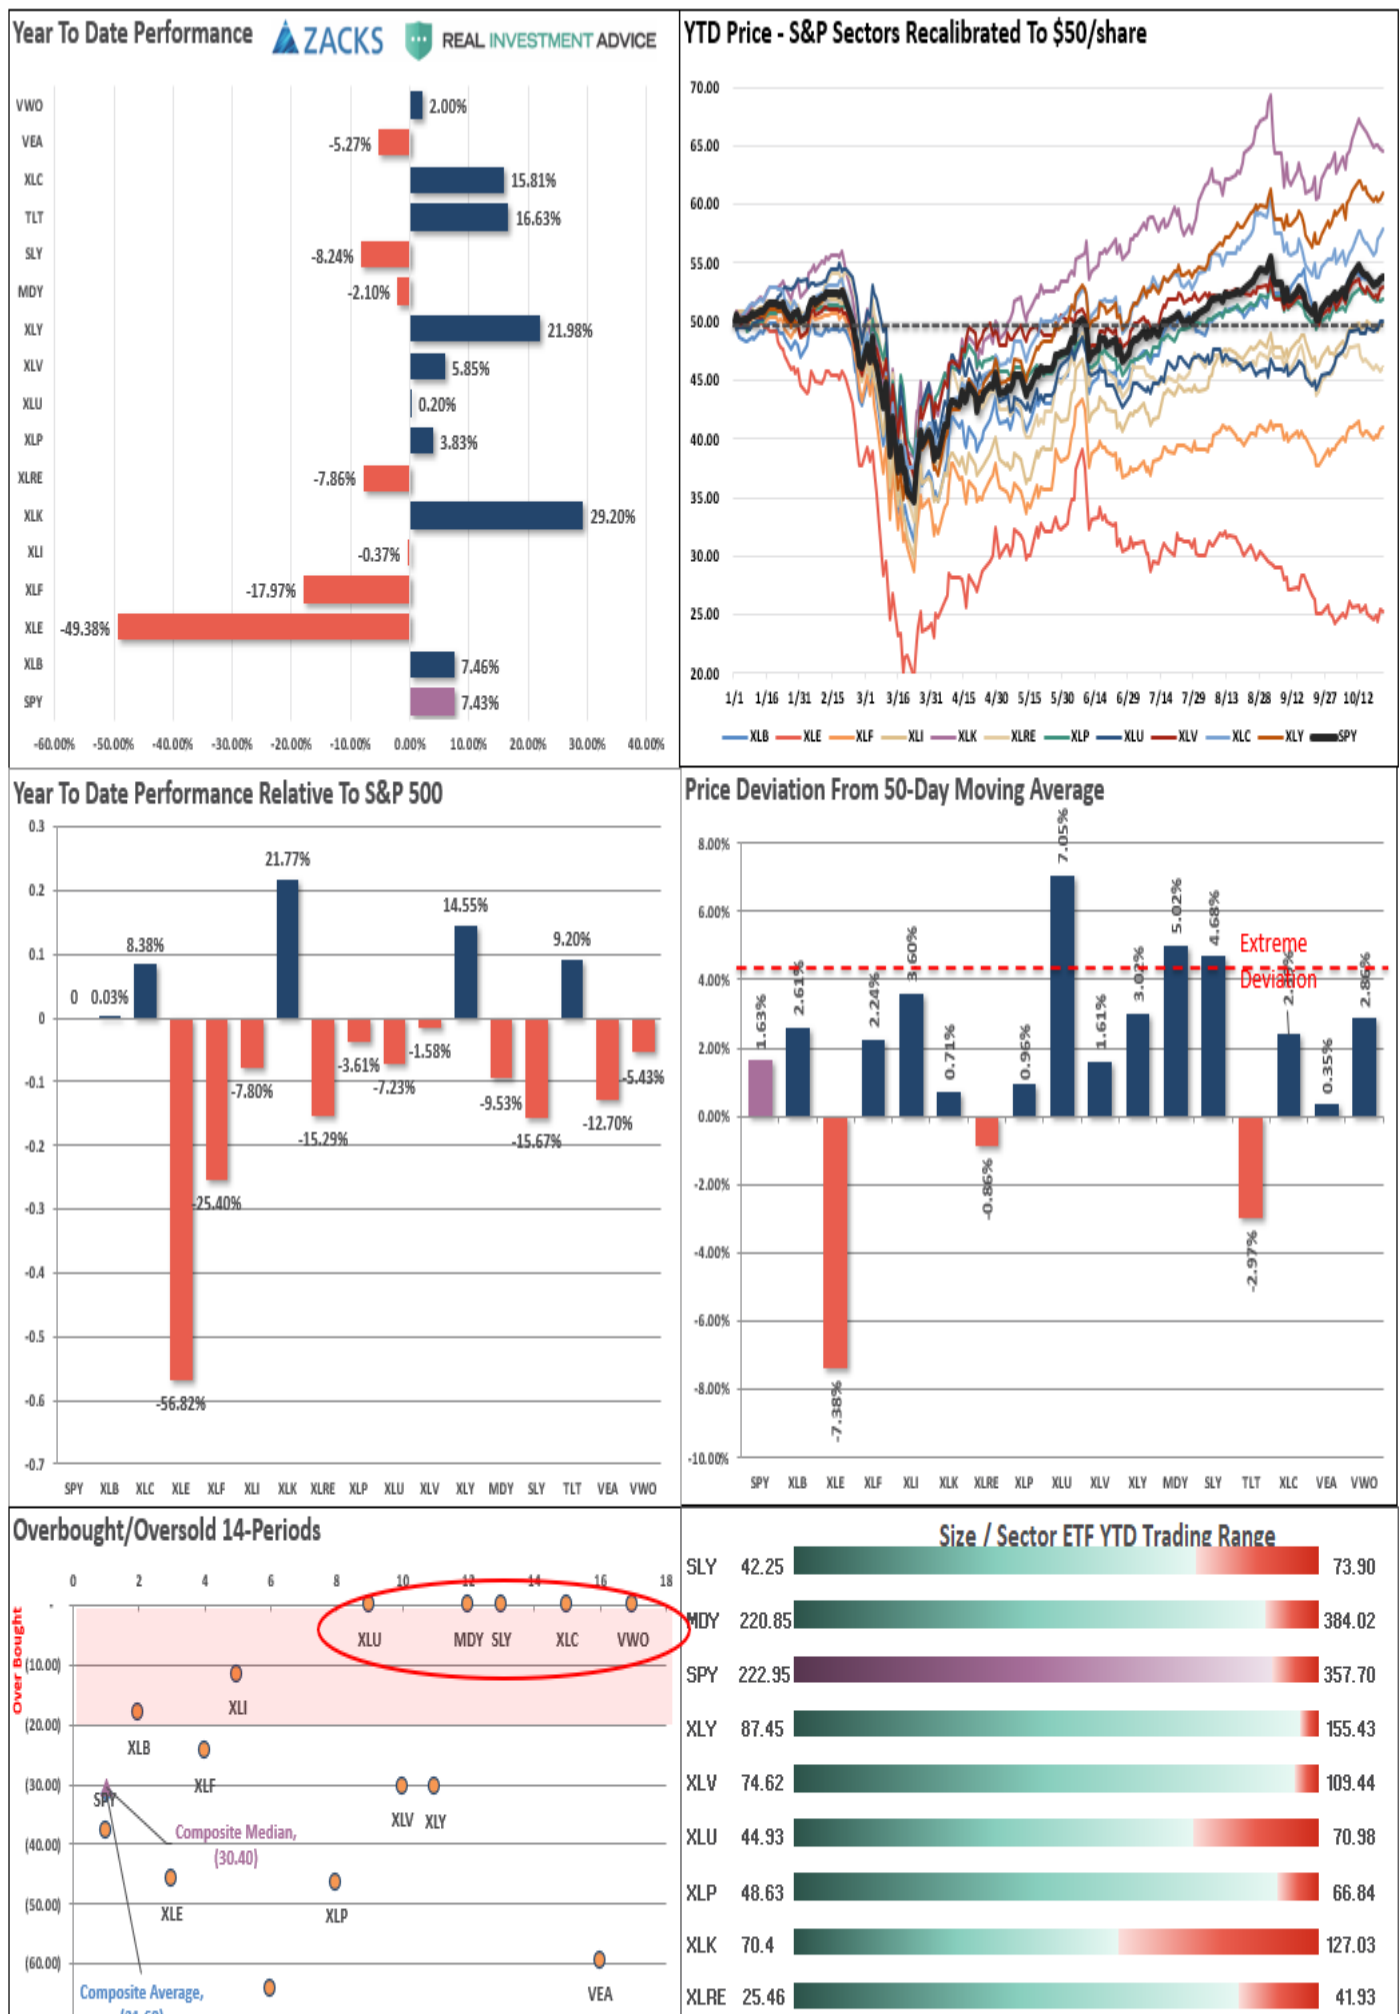 Year To Date Performance
ZACKS
REAL INVESTMENT ADVICE
VWO 2.00%
VEA -5.27%
XLC 15.81%
TLT 16.63%
SLY -8.24%
MDY -2.10%
XLY 21.98%
XLV 5.85%
XLU 0.20%
XLP 3.83%
XLRE -7.86%
XLK 29.20%
XLI -0.37%
XLF -17.97%
XLE -49.38%
XLB 7.46%
SPY 7.43%
-60.00% -50.00% -40.00% -30.00% -20.00% -10.00% 0.00% 10.00% 20.00% 30.00% 40.00%
YTD Price - S&P Sectors Recalibrated To $50/share
70.00
65.00
60.00
55.00
50.00
45.00
40.00
35.00
30.00
25.00
20.00
1/1 1/16 1/31 2/15 3/1 3/16 3/31 4/15 4/30 5/15 5/30 6/14 6/29 7/14 7/29 8/13 8/28 9/12 9/27 10/12
XLB XLE XLF XLI XLK XLRE XLP XLU XLV XLC XLY SPY
Year To Date Performance Relative To S&P 500
0.3
0.2
0.1
0
-0.1
-0.2
-0.3
-0.4
-0.5
-0.6
-0.7
0
0.03%
8.38%
-56.82%
-25.40%
-7.80%
21.77%
-15.29%
-3.61%
-7.23%
-1.58%
14.55%
-9.53%
-15.67%
9.20%
-12.70%
-5.43%
SPY XLB XLC XLE XLF XLI XLK XLRE XLP XLU XLV XLY MDY SLY TLT VEA VWO
Price Deviation From 50-Day Moving Average
8.00%
6.00%
4.00%
2.00%
0.00%
-2.00%
-4.00%
-6.00%
-8.00%
-10.00%
1.63%
2.61%
-7.38%
2.24%
3.60%
0.71%
-0.86%
0.96%
7.05%
1.61%
3.02%
5.02%
4.68%
-2.97%
0.35%
2.86%
Extreme
Deviation
SPY XLB XLE XLF XLI XLK XLRE XLP XLU XLV XLY MDY SLY TLT XLC VEA VWO
Overbought/Oversold 14-Periods
0 2 4 6 8 10 12 14 16 18
Over Bought
-
(10.00)
(20.00)
(30.00)
(40.00)
(50.00)
(60.00)
XLU MDY SLY XLC VWO
XLI
XLB
XLF
SPY
XLV XLY
Composite Median,
(30.40)
XLE XLP
VEA
Composite Average,
Size / Sector ETF YTD Trading Range
SLY 42.25 73.90
MDY 220.85 384.02
SPY 222.95 357.70
XLY 87.45 155.43
XLV 74.62 109.44
XLU 44.93 70.98
XLP 48.63 66.84
XLK 70.4 127.03
XLRE 25.46 41.93